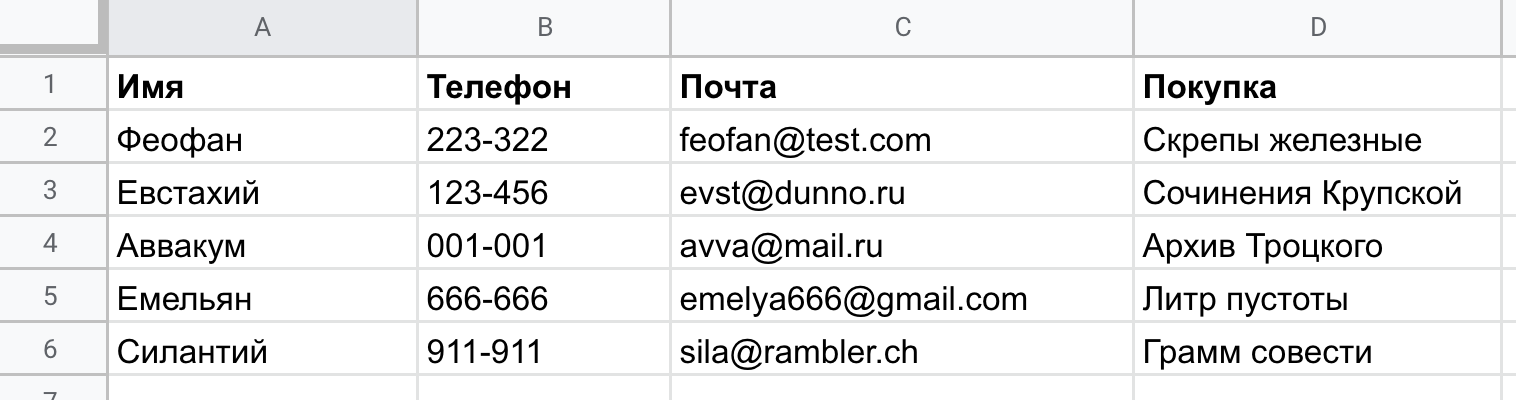 A B C D
1 Имя Телефон Почта Покупка
2 Феофан 223-322 feofan@test.com Скрепы железные
3 Евстахий 123-456 evst@dunno.ru Сочинения Крупской
4 Аввакум 001-001 avva@mail.ru Архив Троцкого
5 Емельян 666-666 emelya666@gmail.com Литр пустоты
6 Силантий 911-911 sila@rambler.ch Грамм совести
7